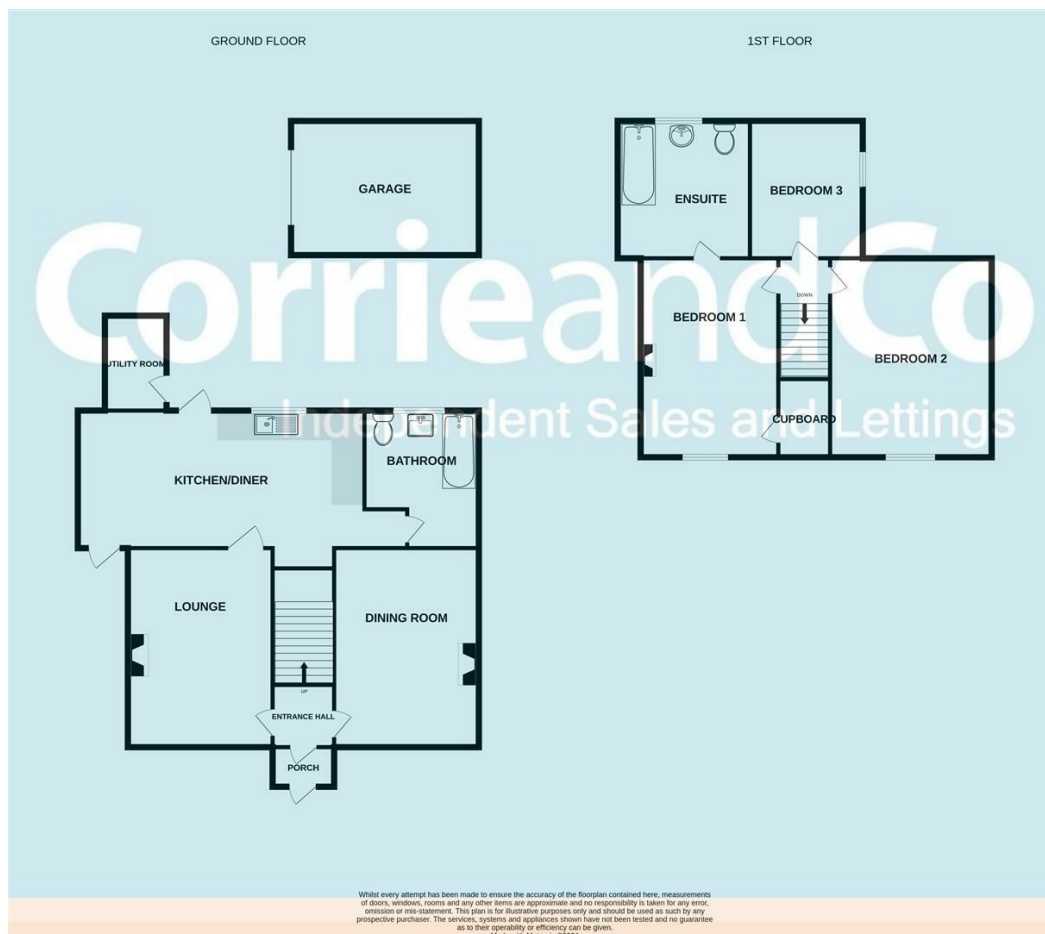 GROUND FLOOR
1ST FLOOR
GARAGE
ENSUITE
BEDROOM 3
CorrieandCo
DOWN
BEDROOM 1
BEDROOM 2
UTILITY ROOM
Independent Sales and Lettings
CUPBOARD
BATHROOM
KITCHEN/DINER
LOUNGE
DINING ROOM
UP
ENTRANCE HALL
PORCH
Whilst every attempt has been made to ensure the accuracy of the floorplan contained here, measurements
of doors, windows, rooms and any other items are approximate and no responsibility is taken for any error,
omission or mis-statement. This plan is for illustrative purposes only and should be used as such by any
prospective purchaser. The services, systems and appliances shown have not been tested and no guarantee
as to their operability or efficiency can be given.